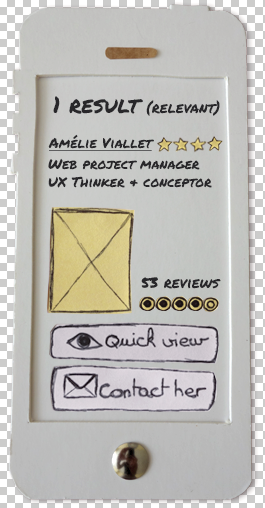 1 RESULT (RELEVANT)
AMÉLIE VIALLET
WEB PROJECT MANAGER
UX THINKER + CONCEPTOR
53 REVIEWS
Quick view
Contact her